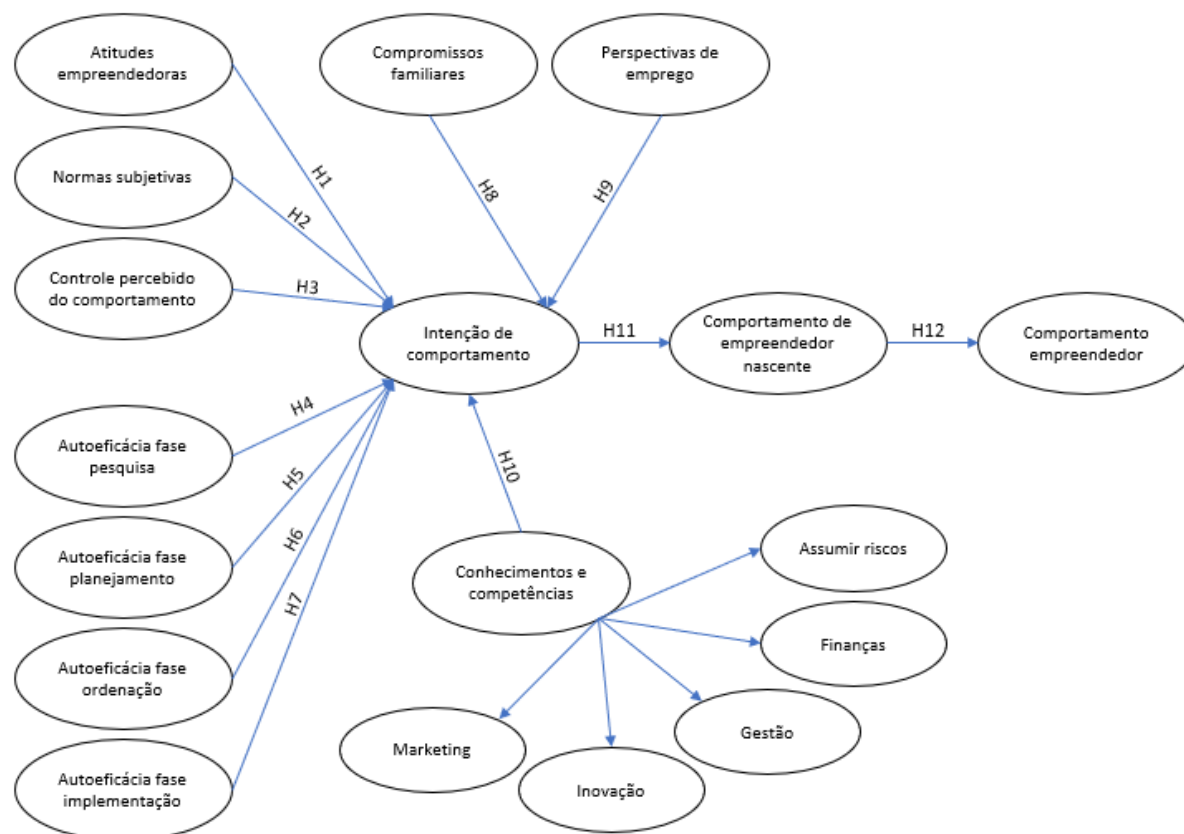 Atitudes
empreendedoras
Compromissos
familiares
Perspectivas de
emprego
Normas subjetivas
H1
H8
H9
H2
Controle percebido
do comportamento
H3
Intenção de
comportamento
H11
Comportamento de
empreendedor
nascente
H12
Comportamento
empreendedor
H4
Autoeficácia fase
pesquisa
H5
H10
H6
Autoeficácia fase
planejamento
H7
Conhecimentos e
competências
Assumir riscos
Finanças
Autoeficácia fase
ordenação
Gestão
Marketing
Inovação
Autoeficácia fase
implementação